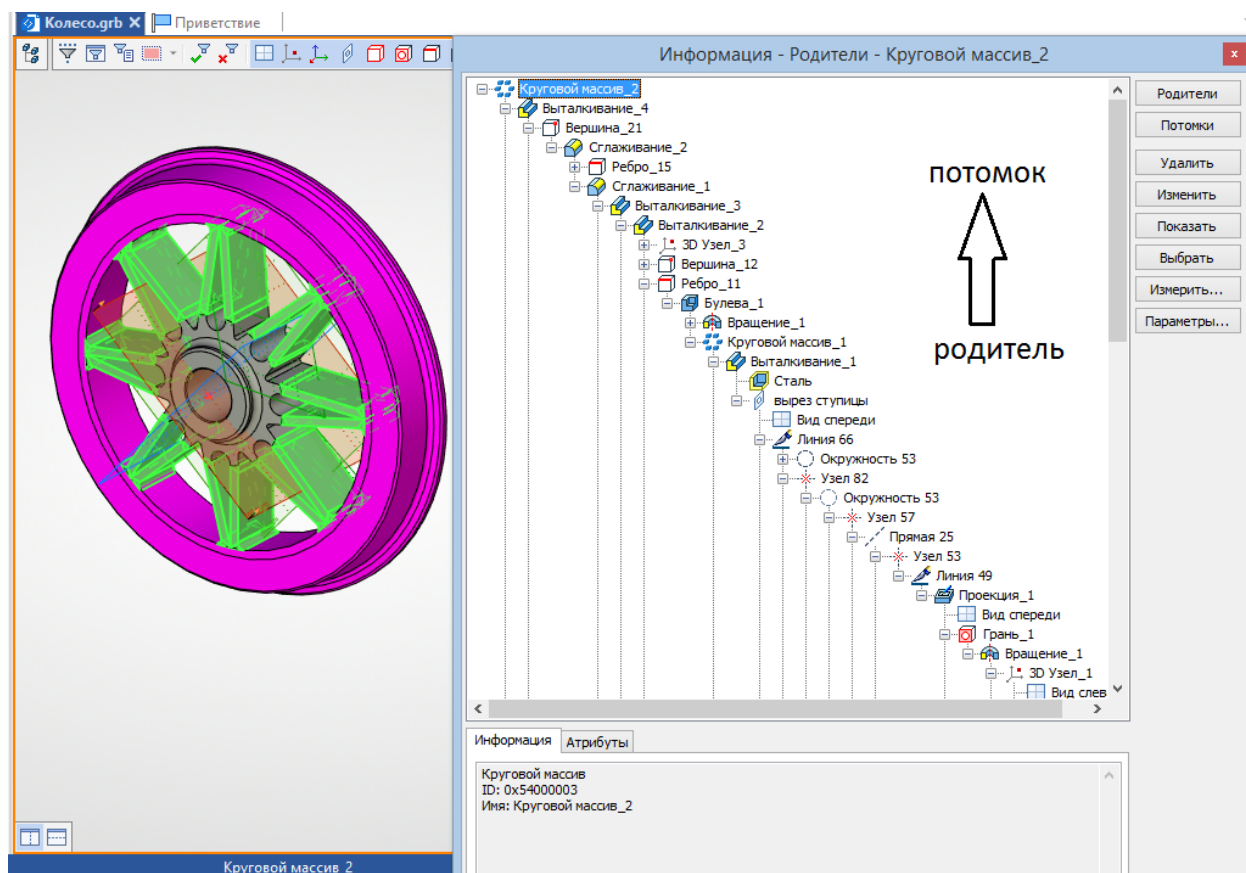 Колесо.grb
Приветствие
Информация - Родители - Круговой массив_2
Круговой массив_2
Выталкивание_4
Вершина_21
Сглаживание_2
Ребро_15
Сглаживание_1
Выталкивание_3
Выталкивание_2
3D Узел_3
Вершина_12
Ребро_11
Булева_1
Вращение_1
Круговой массив_1
Выталкивание_1
Сталь
вырез ступицы
Вид спереди
Линия 66
Окружность 53
Узел 82
Окружность 53
Узел 57
Прямая 25
Узел 53
Линия 49
Проекция_1
Вид спереди
Грань_1
Вращение_1
3D Узел_1
Вид слев
потомок
родитель
Родители
Потомки
Удалить
Изменить
Показать
Выбрать
Измерить...
Параметры...
Информация
Атрибуты
Круговой массив
ID: 0x54000003
Имя: Круговой массив_2
Круговой массив_2